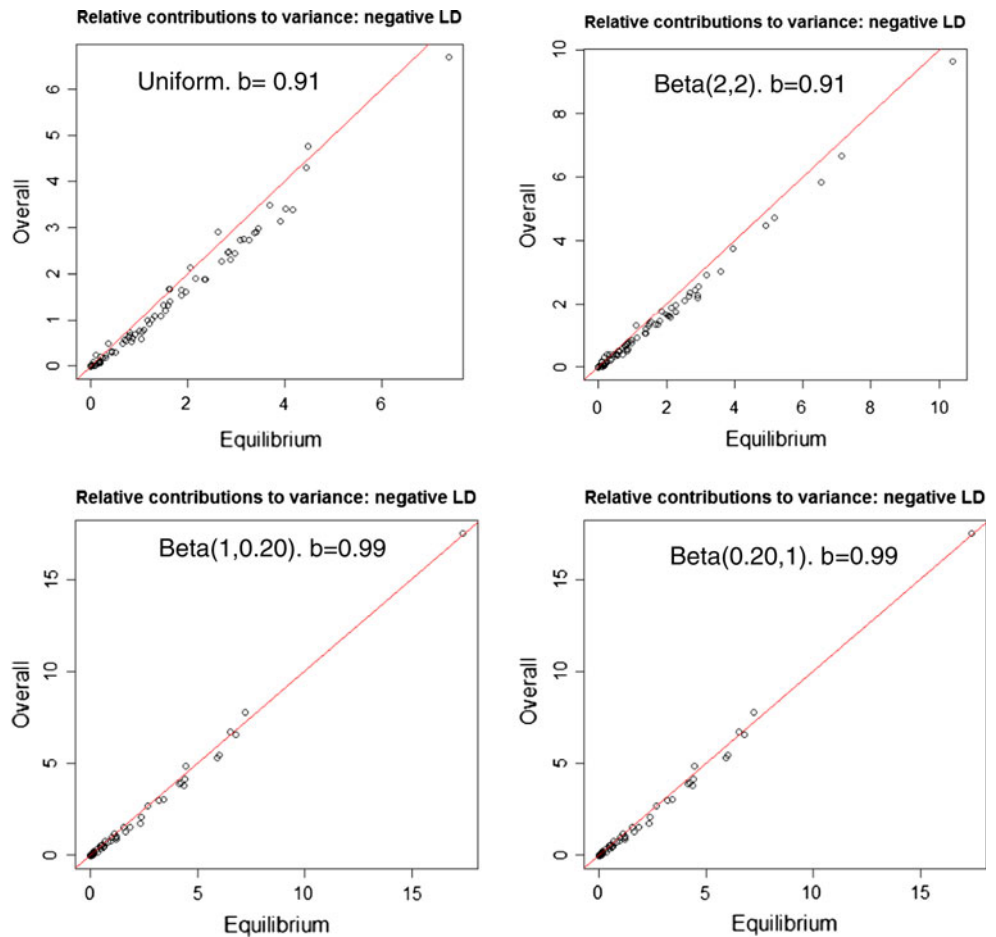 Relative contributions to variance: negative LD
Uniform. b= 0.91
Overall
0 1 2 3 4 5 6
0 2 4 6
Equilibrium
Relative contributions to variance: negative LD
Beta(2,2). b=0.91
Overall
0 2 4 6 8 10
0 2 4 6 8 10
Equilibrium
Relative contributions to variance: negative LD
Beta(1,0.20). b=0.99
Overall
0 5 10 15
0 5 10 15
Equilibrium
Relative contributions to variance: negative LD
Beta(0.20,1). b=0.99
Overall
0 5 10 15
0 5 10 15
Equilibrium